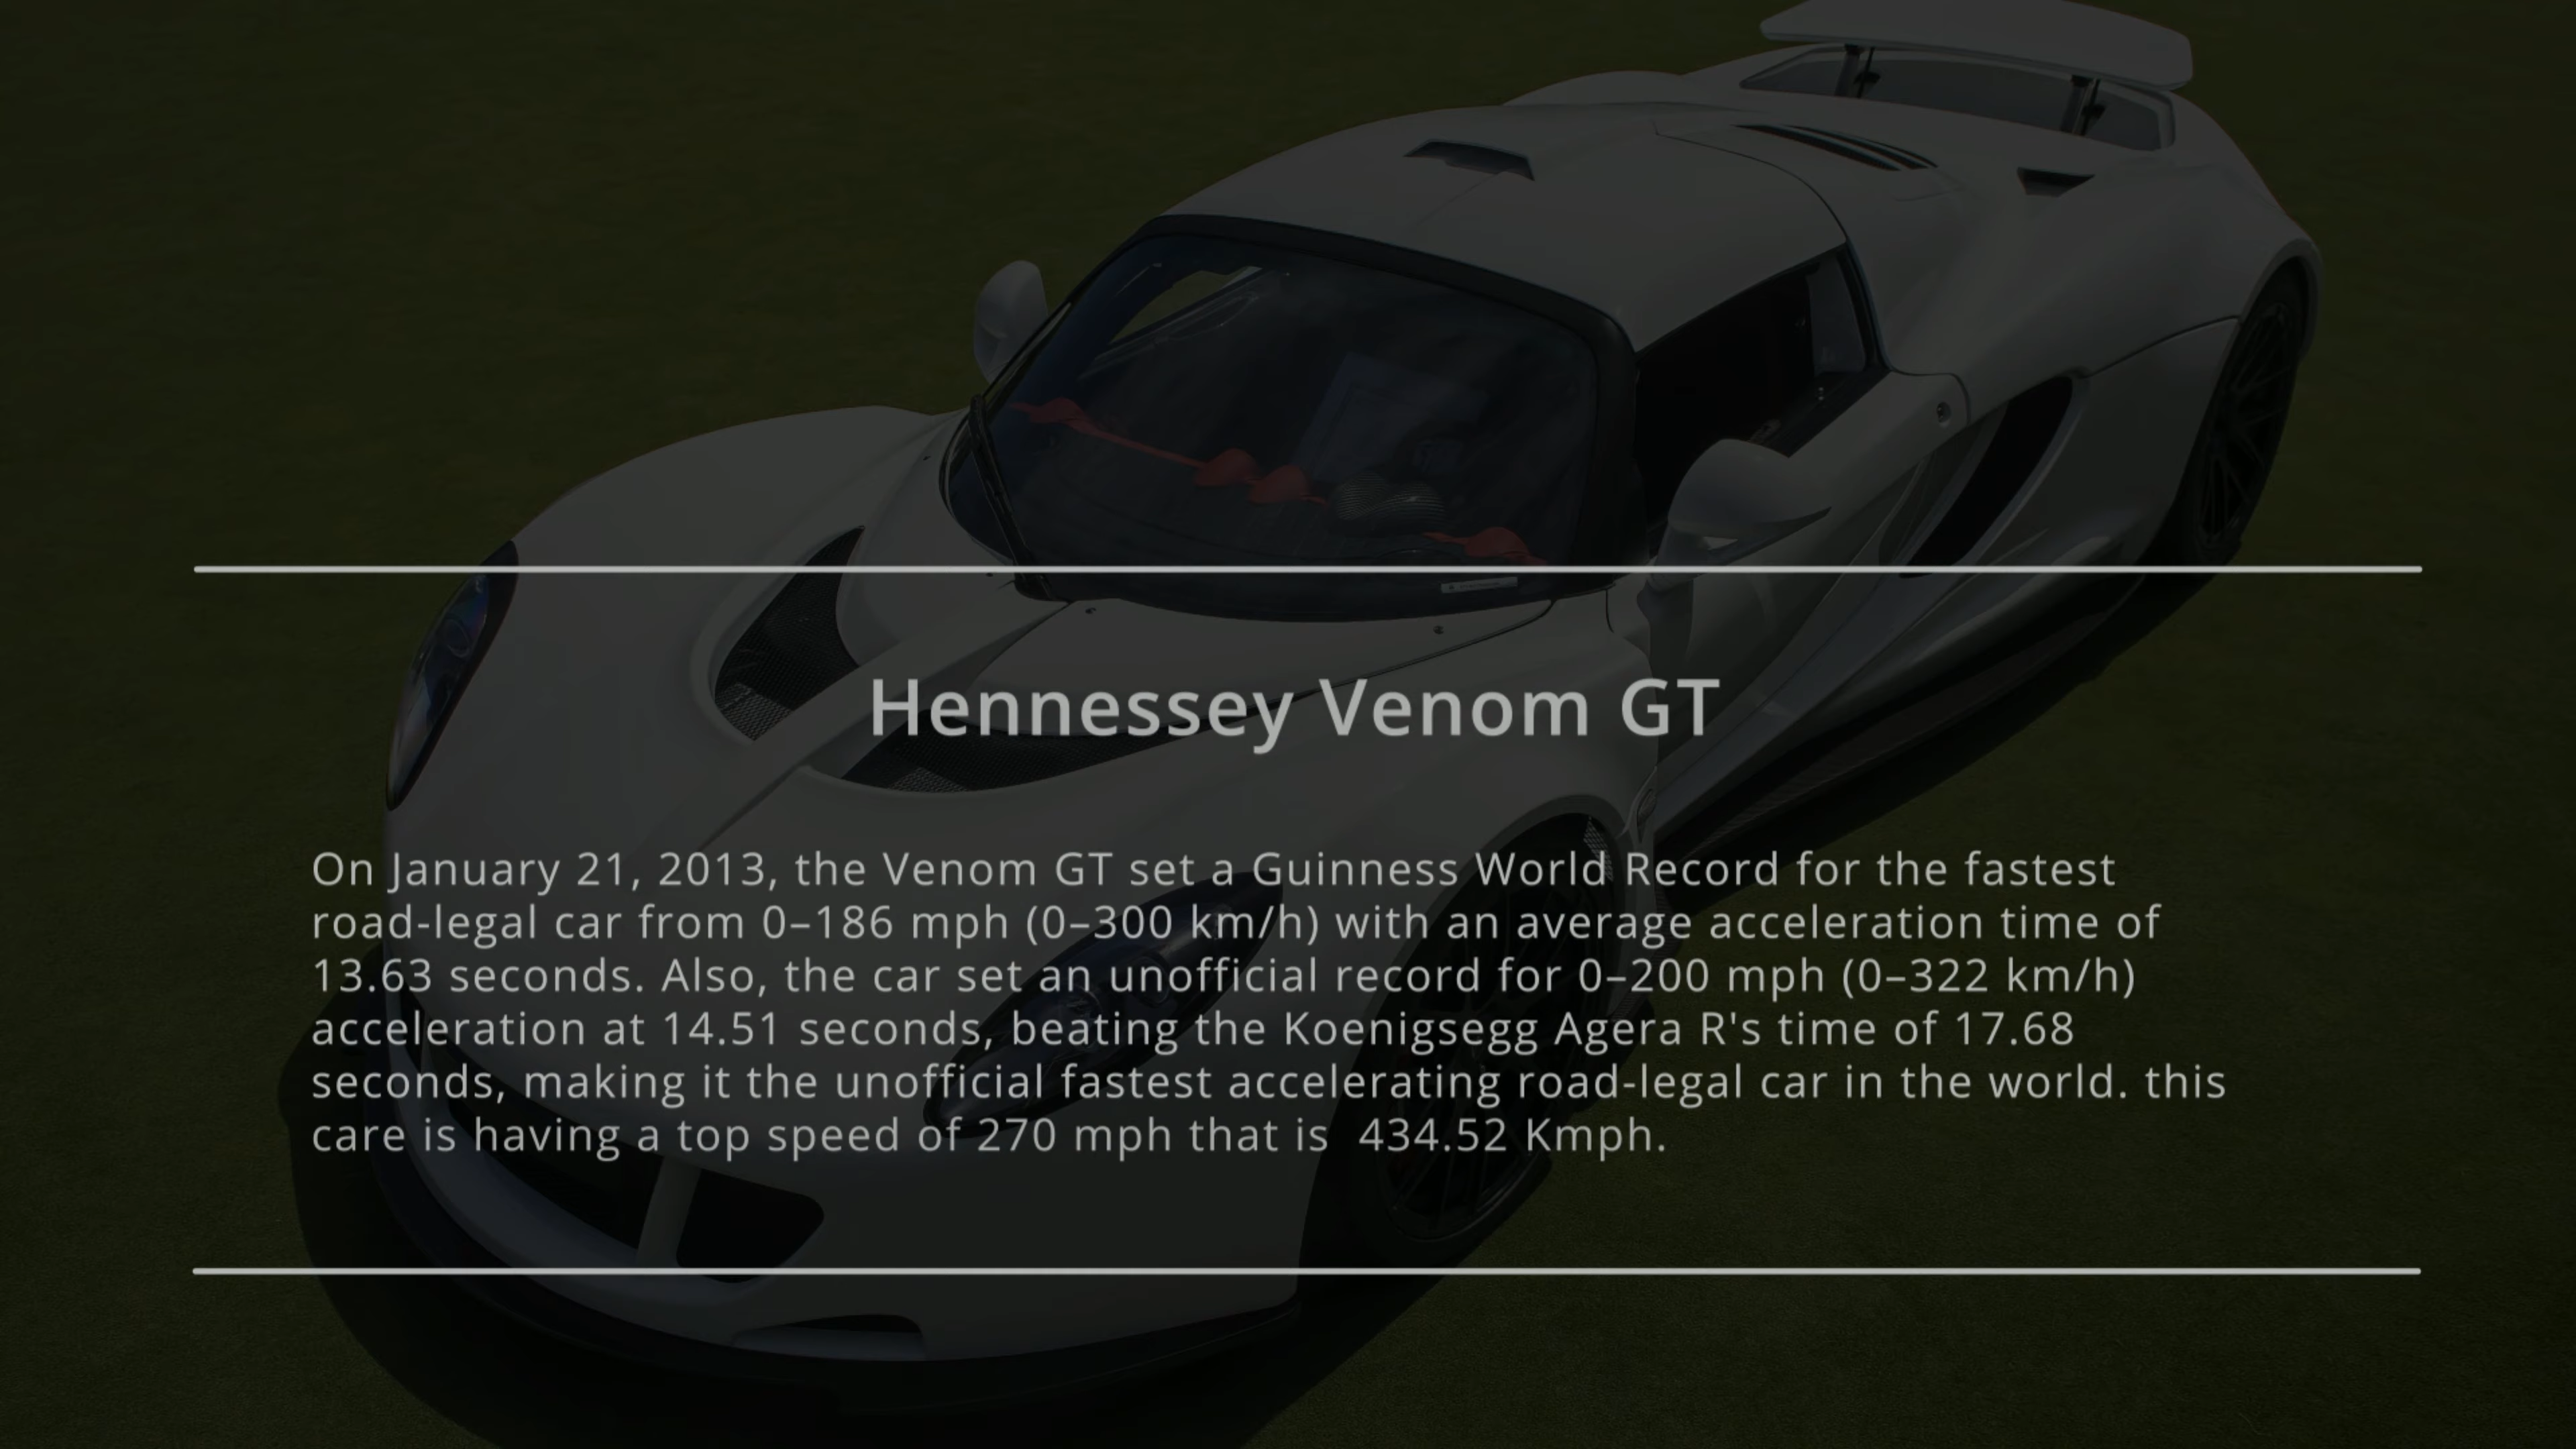 Hennessey Venom GT
On January 21, 2013, the Venom GT set a Guinness World Record for the fastest
road-legal car from 0–186 mph (0–300 km/h) with an average acceleration time of
13.63 seconds. Also, the car set an unofficial record for 0–200 mph (0–322 km/h)
acceleration at 14.51 seconds, beating the Koenigsegg Agera R's time of 17.68
seconds, making it the unofficial fastest accelerating road-legal car in the world. this
care is having a top speed of 270 mph that is  434.52 Kmph.